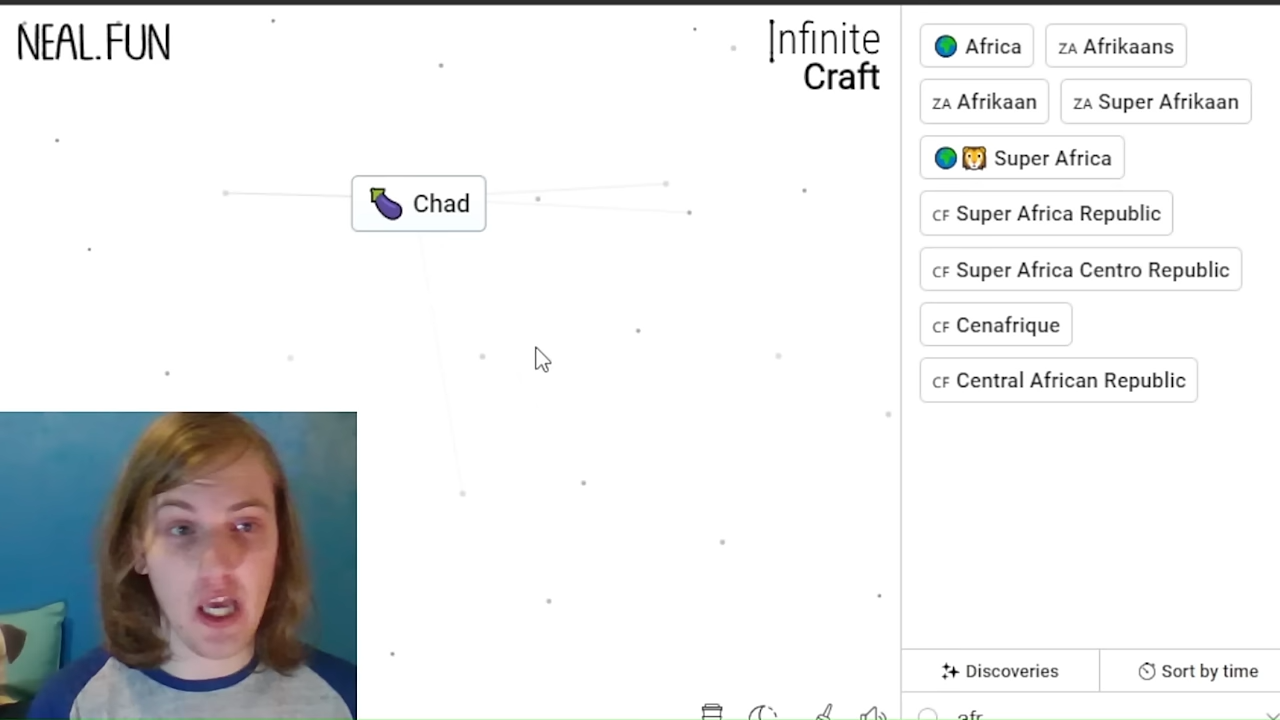 NEAL.FUN
Infinite
Craft
Chad
Africa
ZA Afrikaans
ZA Afrikaan
ZA Super Afrikaan
Super Africa
CF Super Africa Republic
CF Super Africa Centro Republic
CF Cenafrique
CF Central African Republic
Discoveries
Sort by time
afr